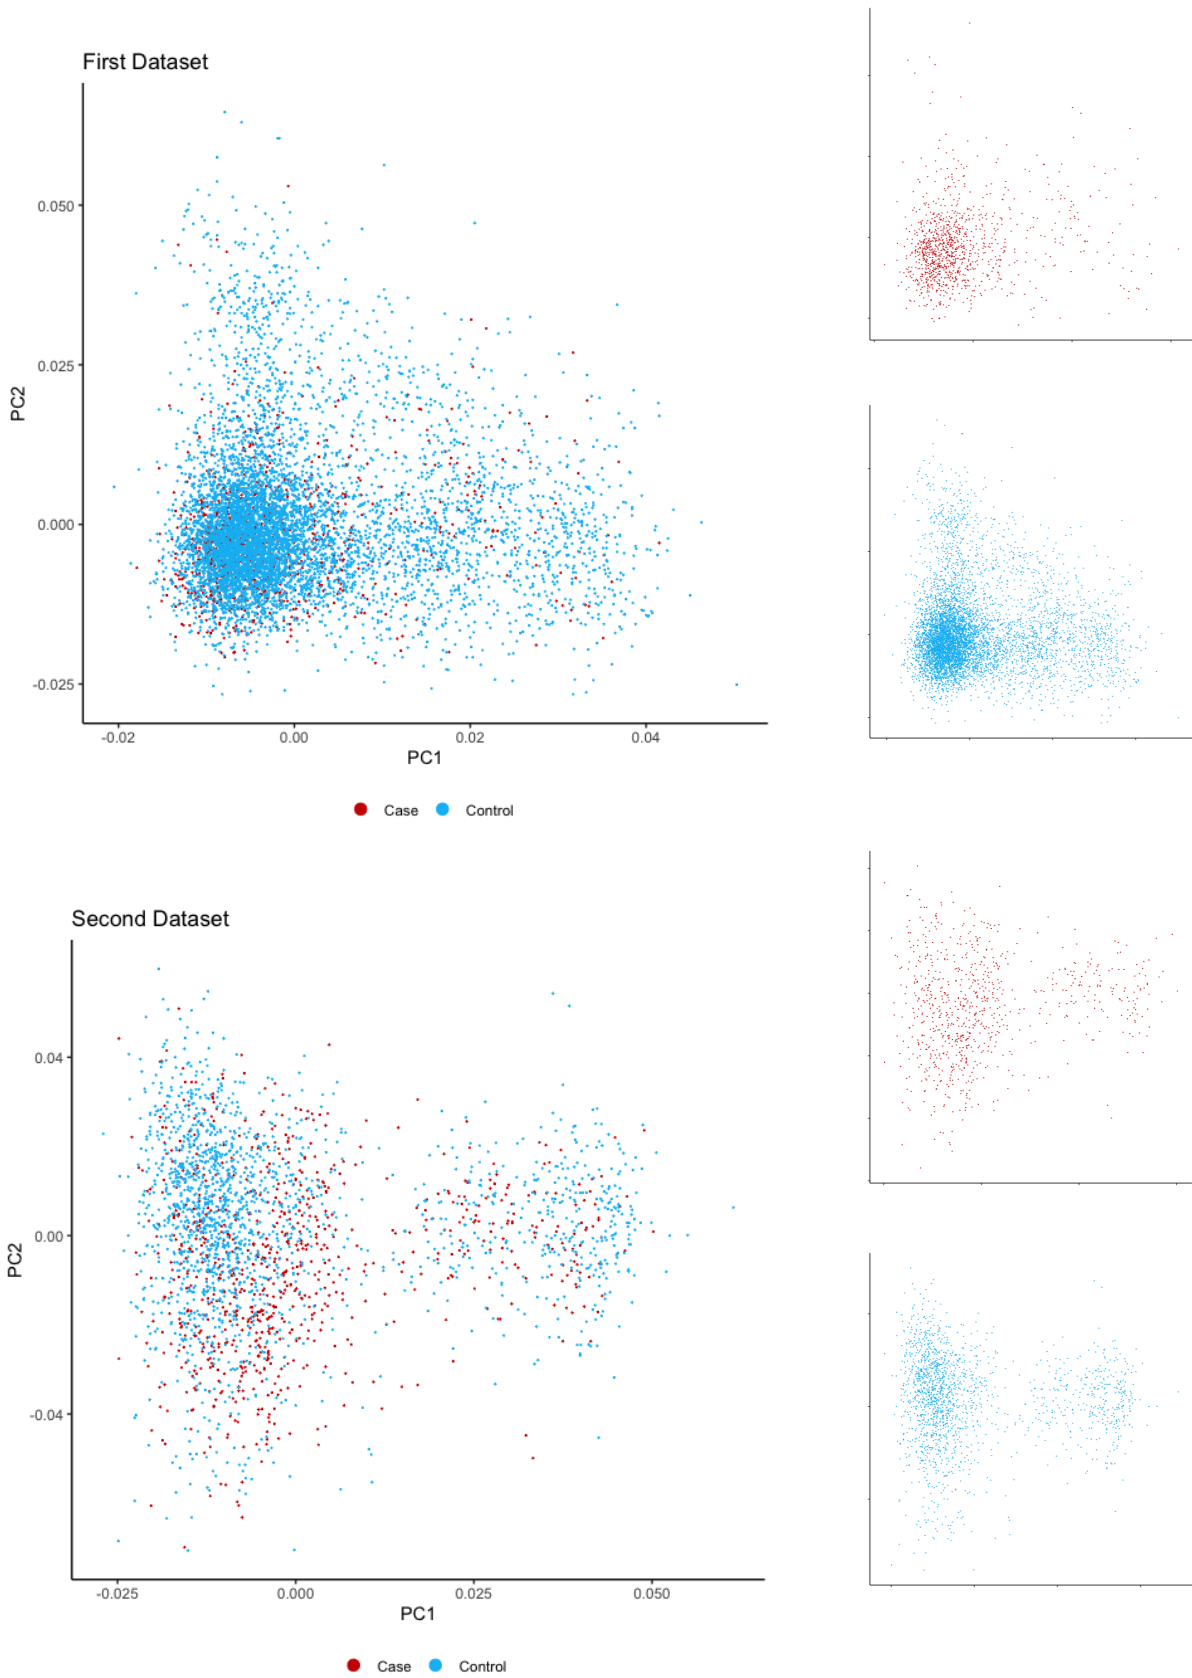 First Dataset
0.050
0.025
0.000
-0.025
PC2
-0.02 0.00 0.02 0.04
PC1
Case Control
Second Dataset
0.04
0.00
-0.04
PC2
-0.025 0.000 0.025 0.050
PC1
Case Control